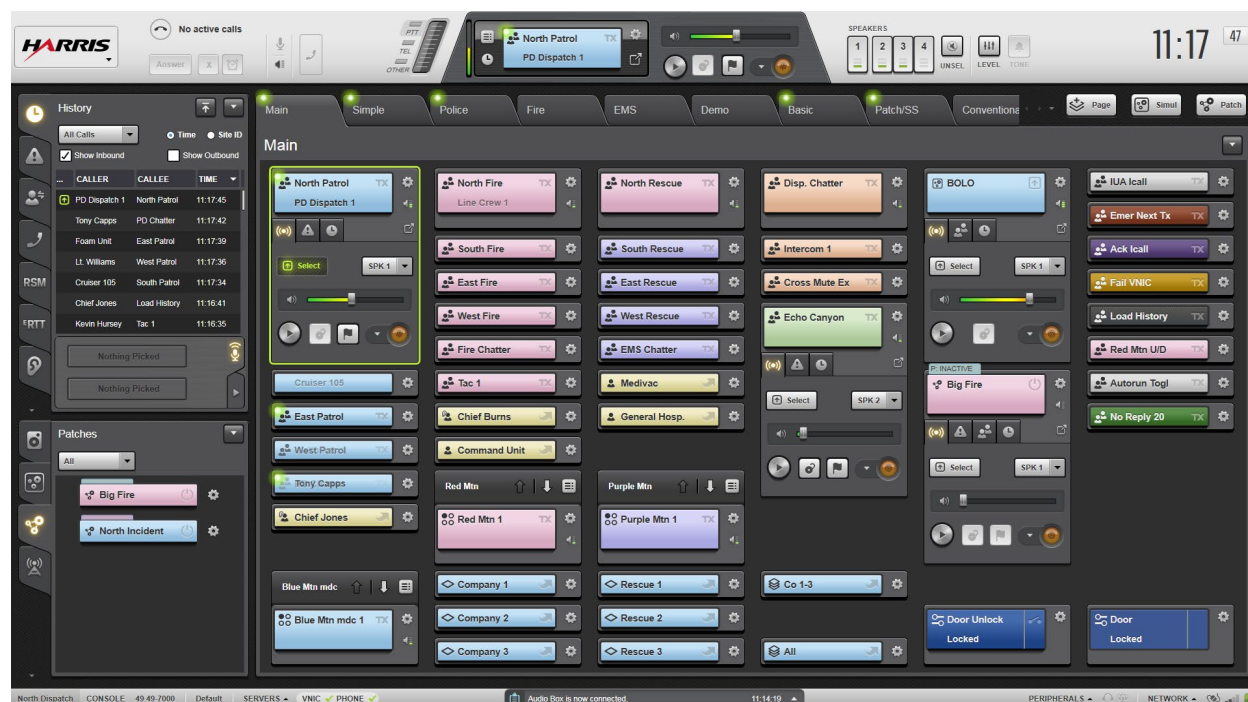 HARRIS
No active calls
Answer X
PTT
TEL
OTHER
North Patrol TX
PD Dispatch 1
SPEAKERS
1 2 3 4
UNSEL LEVEL TONE
11:17 47
History
All Calls Time Site ID
Show Inbound Show Outbound
... CALLER CALLEE TIME
PD Dispatch 1 North Patrol 11:17:45
Tony Capps PD Chatter 11:17:42
Foam Unit East Patrol 11:17:39
Lt. Williams West Patrol 11:17:36
Cruiser 105 South Patrol 11:17:34
Chief Jones Load History 11:16:41
Kevin Hursey Tac 1 11:16:35
RSM
ERTT
Nothing Picked
Nothing Picked
Patches
All
Big Fire
North Incident
Main Simple Police Fire EMS Demo Basic Patch/SS Conventiona
Page Simul Patch
Main
North Patrol TX
PD Dispatch 1
Select SPK 1
Cruiser 105
East Patrol TX
West Patrol TX
Tony Capps
Chief Jones
Blue Mtn mdc
Blue Mtn mdc 1 TX
North Fire TX
Line Crew 1
South Fire TX
East Fire TX
West Fire TX
Fire Chatter TX
Tac 1 TX
Chief Burns
Command Unit
Red Mtn
Red Mtn 1 TX
Company 1
Company 2
Company 3
North Rescue TX
South Rescue TX
East Rescue TX
West Rescue TX
EMS Chatter TX
Medivac
General Hosp.
Purple Mtn
Purple Mtn 1 TX
Rescue 1
Rescue 2
Rescue 3
Disp. Chatter TX
Intercom 1 TX
Cross Mute Ex TX
Echo Canyon TX
Select SPK 2
Co 1-3
All
BOLO
Select SPK 1
P: INACTIVE
Big Fire
Select SPK 1
Door Unlock
Locked
IUA Icall TX
Emer Next Tx TX
Ack Icall TX
Fail VNIC TX
Load History TX
Red Mtn U/D TX
Autorun Togl TX
No Reply 20 TX
Door
Locked
North Dispatch CONSOLE 49 49-7000 Default SERVERS VNIC PHONE Audio Box is now connected. 11:14:19 PERIPHERALS NETWORK